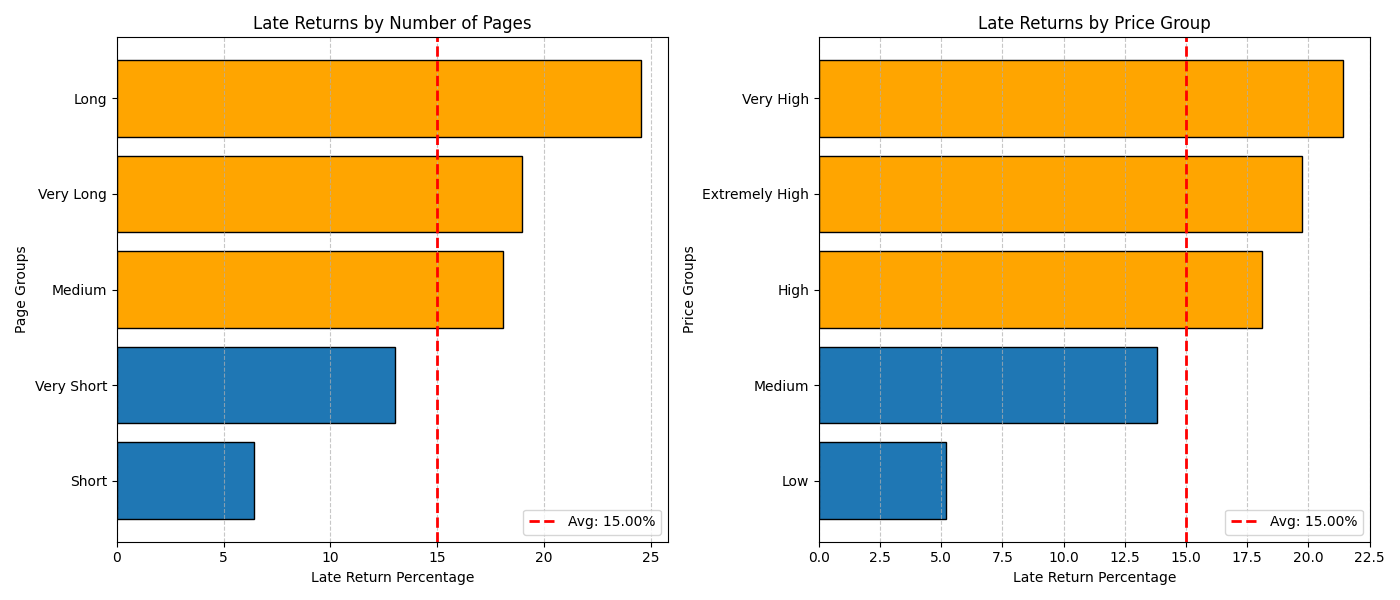 Late Returns by Number of Pages
Page Groups
Long
Very Long
Medium
Very Short
Short
0 5 10 15 20 25
Late Return Percentage
Avg: 15.00%
Late Returns by Price Group
Price Groups
Very High
Extremely High
High
Medium
Low
0.0 2.5 5.0 7.5 10.0 12.5 15.0 17.5 20.0 22.5
Late Return Percentage
Avg: 15.00%